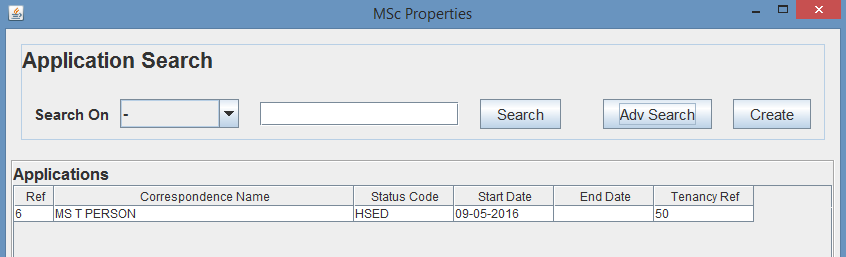 MSc Properties
Application Search
Search On - Search Adv Search Create
Applications
Ref Correspondence Name Status Code Start Date End Date Tenancy Ref
6 MS T PERSON HSED 09-05-2016 50